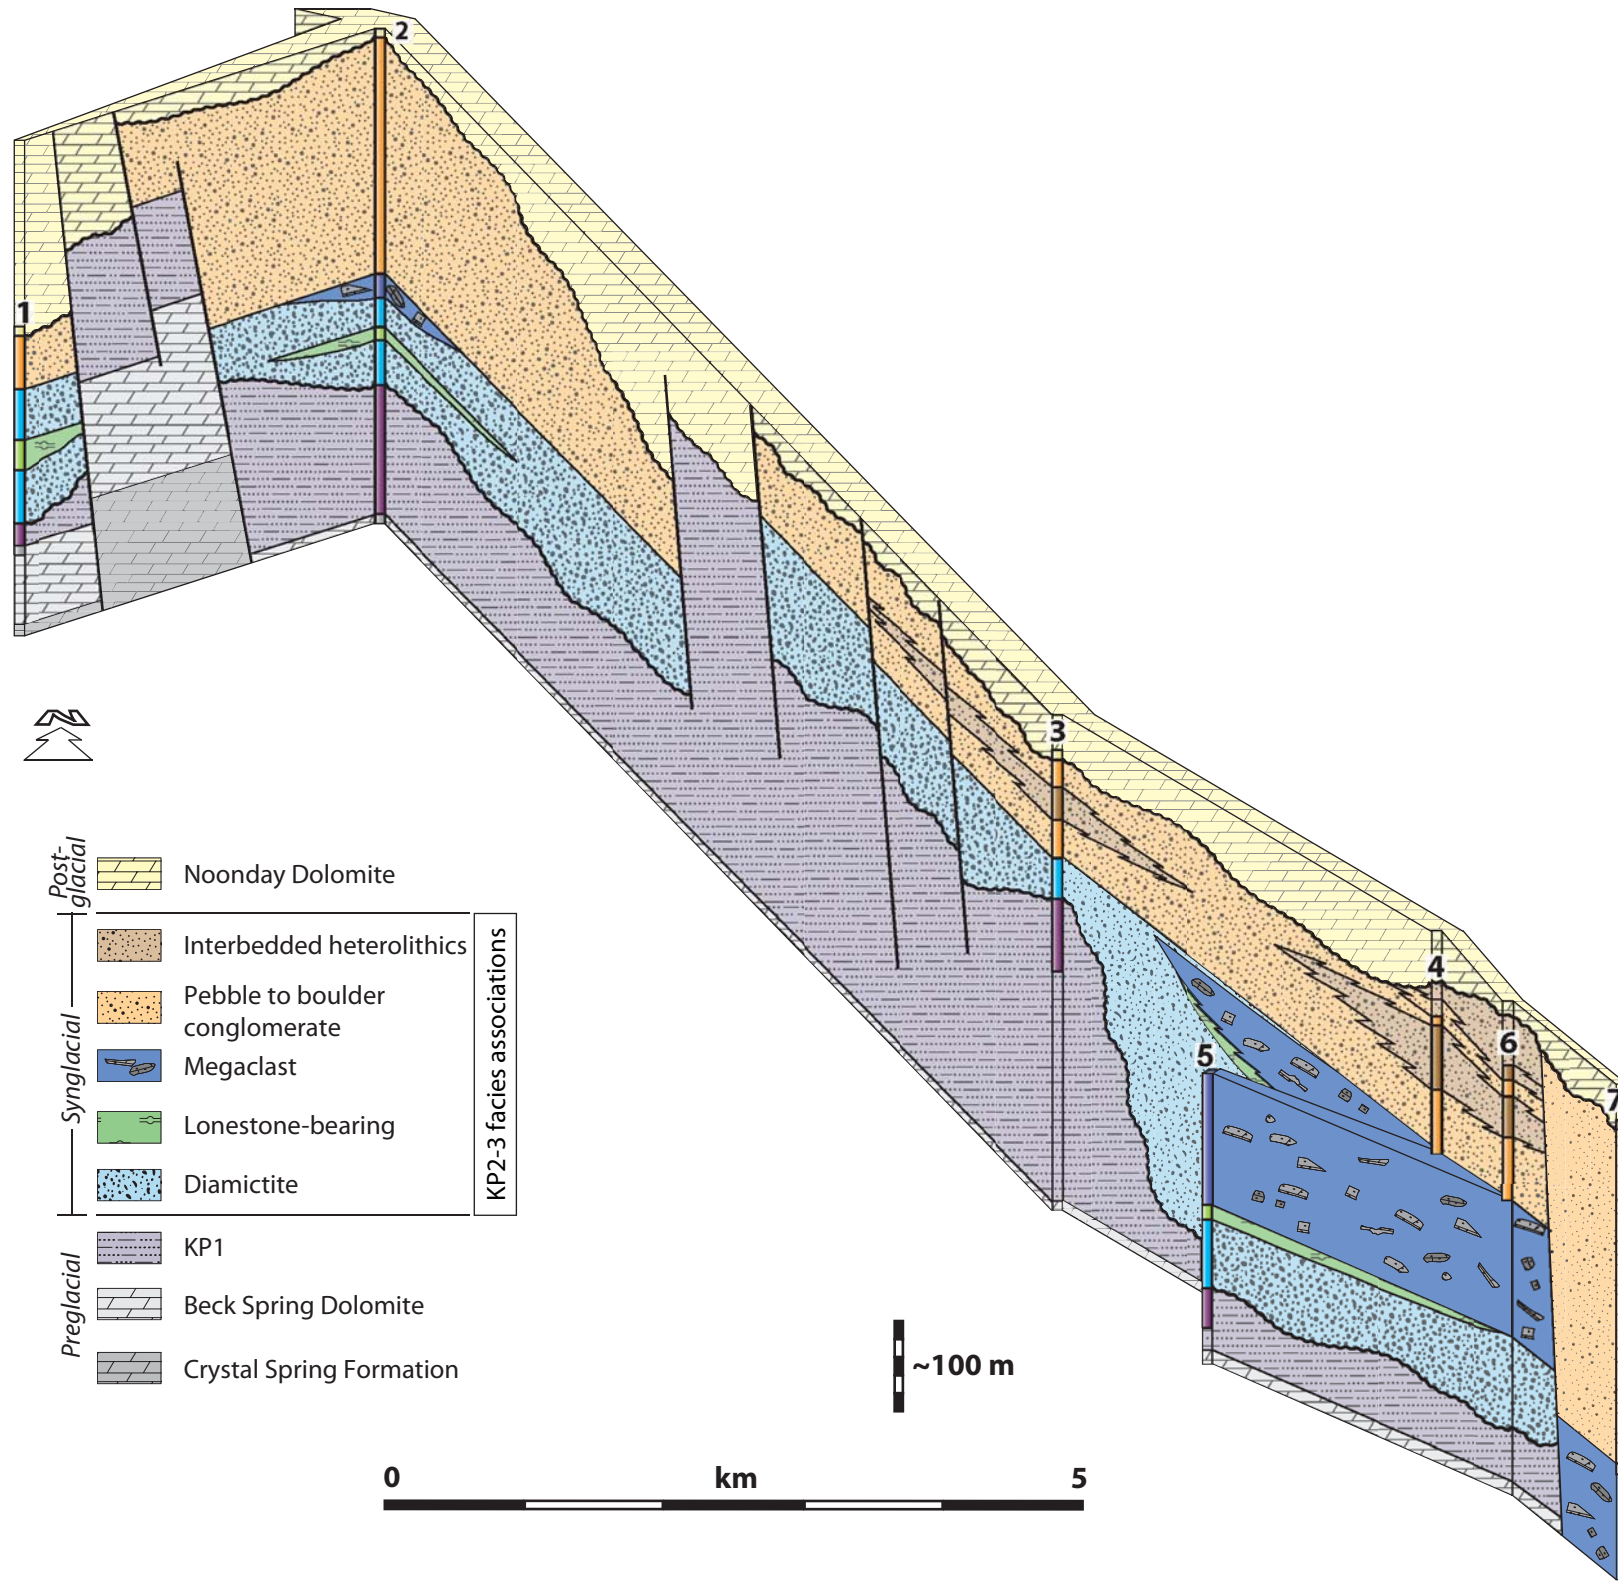 2
1
3
4
6
5
7
N
Post-
glacial
Noonday Dolomite
Synglacial
Interbedded heterolithics
Pebble to boulder
conglomerate
Megaclast
Lonestone-bearing
Diamictite
KP2-3 facies associations
Preglacial
KP1
Beck Spring Dolomite
Crystal Spring Formation
~100 m
0 km 5